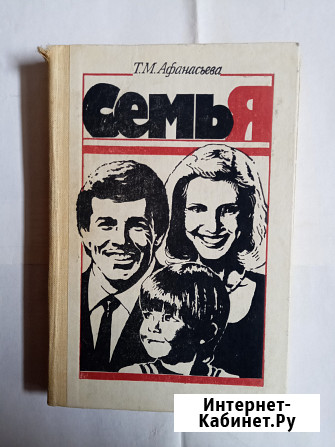 Т.М.Афанасьева
семьЯ
Интернет-
Кабинет.Ру